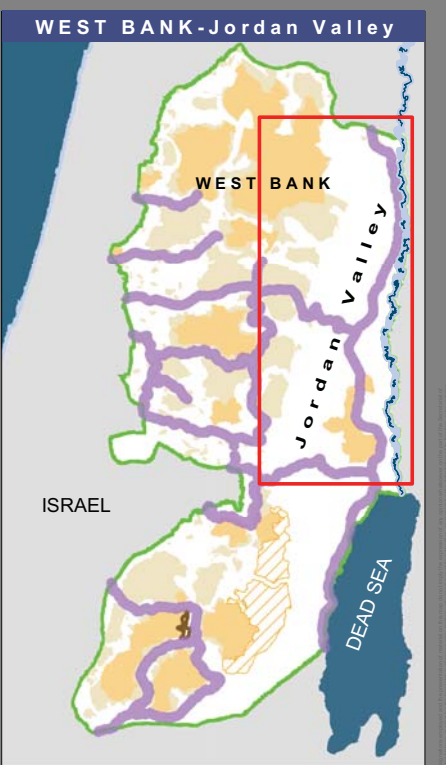 WEST BANK-Jordan Valley
WEST BANK
Jordan Valley
ISRAEL
DEAD SEA